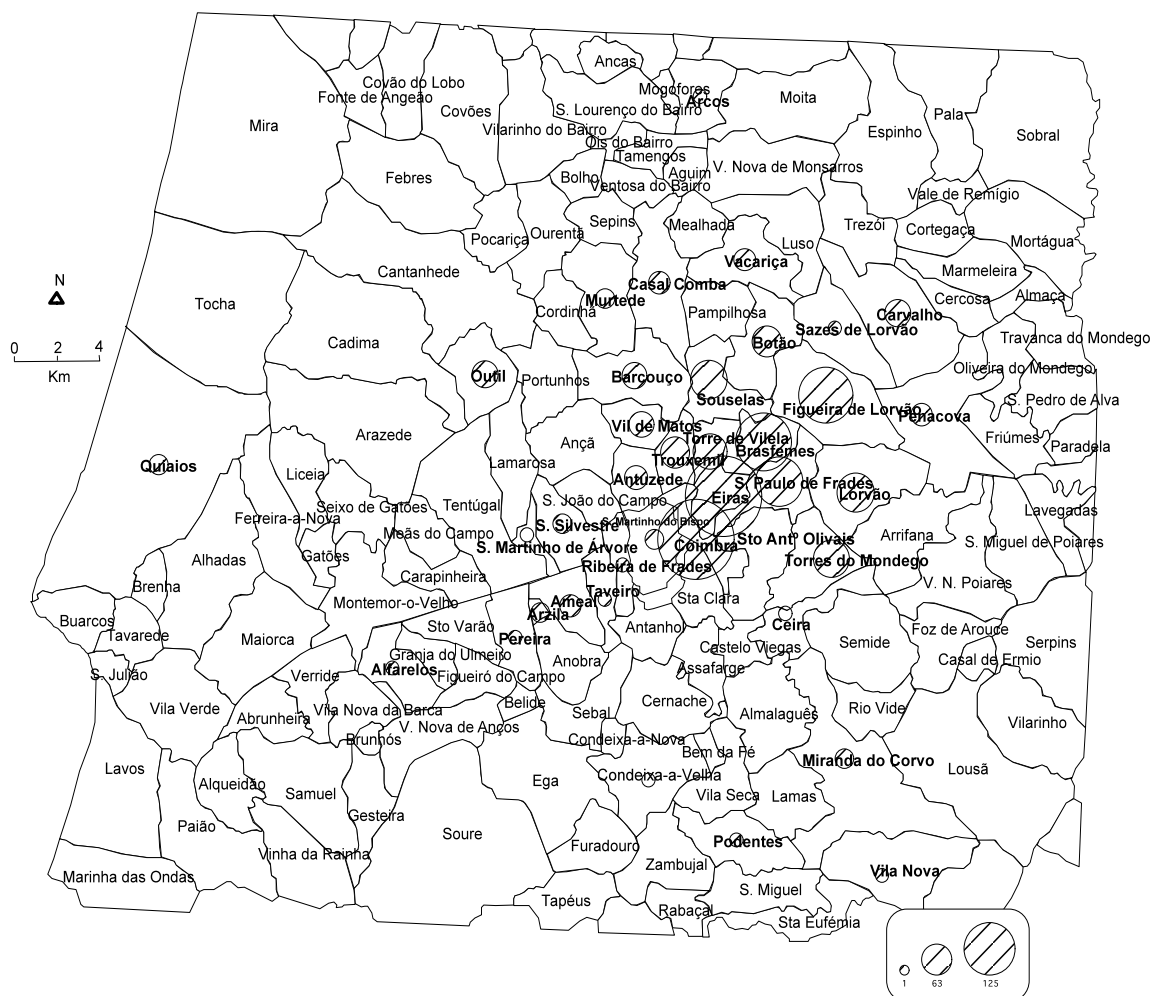 Ancas
Covão do Lobo
Mogofores
Fonte de Angeão
Arcos
Moita
Covões
S. Lourenço do Bairro
Pala
Mira
Vilarinho do Bairro
Espinho
Sobral
Óis do Bairro
Tamengos
V. Nova de Monsarros
Aguim
Febres
Bolho
Ventosa do Bairro
Vale de Remígio
Sepins
Mealhada
Trezói
Ourentã
Cortegaça
Pocariça
Luso
Mortágua
Vacariça
Cantanhede
Marmeleira
N
Casal Comba
Almaça
Murtede
Cercosa
Tocha
Cordinhã
Pampilhosa
Carvalho
Sazes de Lorvão
Cadima
Botão
Travanca do Mondego
0 2 4
Km
Oliveira do Mondego
Outil
Portunhos
Barcouço
Souselas
S. Pedro de Alva
Figueira de Lorvão
Penacova
Vil de Matos
Arazede
Torre de Vilela
Friúmes
Ançã
Brasfemes
Paradela
Quiaios
Lamarosa
Trouxemil
Liceia
Antúzede
S. Paulo de Frades
Eiras
Lorvão
S. João do Campo
Seixo de Gatões
Tentúgal
Lavegadas
Ferreira-a-Nova
S. Silvestre
S. Martinho do Bispo
Meãs do Campo
Sto Antº Olivais
Arrifana
S. Miguel de Poiares
S. Martinho de Árvore
Coimbra
Gatões
Alhadas
Torres do Mondego
Ribeira de Frades
Carapinheira
V. N. Poiares
Brenha
Taveiro
Montemor-o-Velho
Ameal
Sta Clara
Arzila
Buarcos
Sto Varão
Antanhol
Ceira
Foz de Arouce
Tavarede
Maiorca
Pereira
Semide
Serpins
Castelo Viegas
Granja do Ulmeiro
Anobra
Casal de Ermio
S. Julião
Verride
Alfarelos
Figueiró do Campo
Assafarge
Belide
Cernache
Vila Verde
Vila Nova da Barca
Sebal
Almalaguês
Rio Vide
Abrunheira
Vilarinho
V. Nova de Anços
Brunhós
Condeixa-a-Nova
Bem da Fé
Miranda do Corvo
Lavos
Lousã
Ega
Condeixa-a-Velha
Alqueidão
Samuel
Vila Seca
Lamas
Gesteira
Paião
Soure
Furadouro
Podentes
Vinha da Rainha
Zambujal
Vila Nova
Marinha das Ondas
S. Miguel
Tapéus
Rabaçal
Sta Eufémia
1 63 125